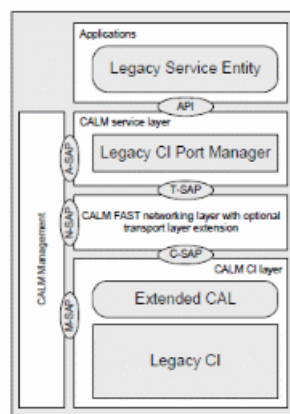 Applications
Legacy Service Entity
API
CALM service layer
A-SAP
Legacy CI Port Manager
T-SAP
CALM Management
N-SAP
CALM FAST networking layer with optional
transport layer extension
C-SAP
CALM CI layer
M-SAP
Extended CAL
Legacy CI